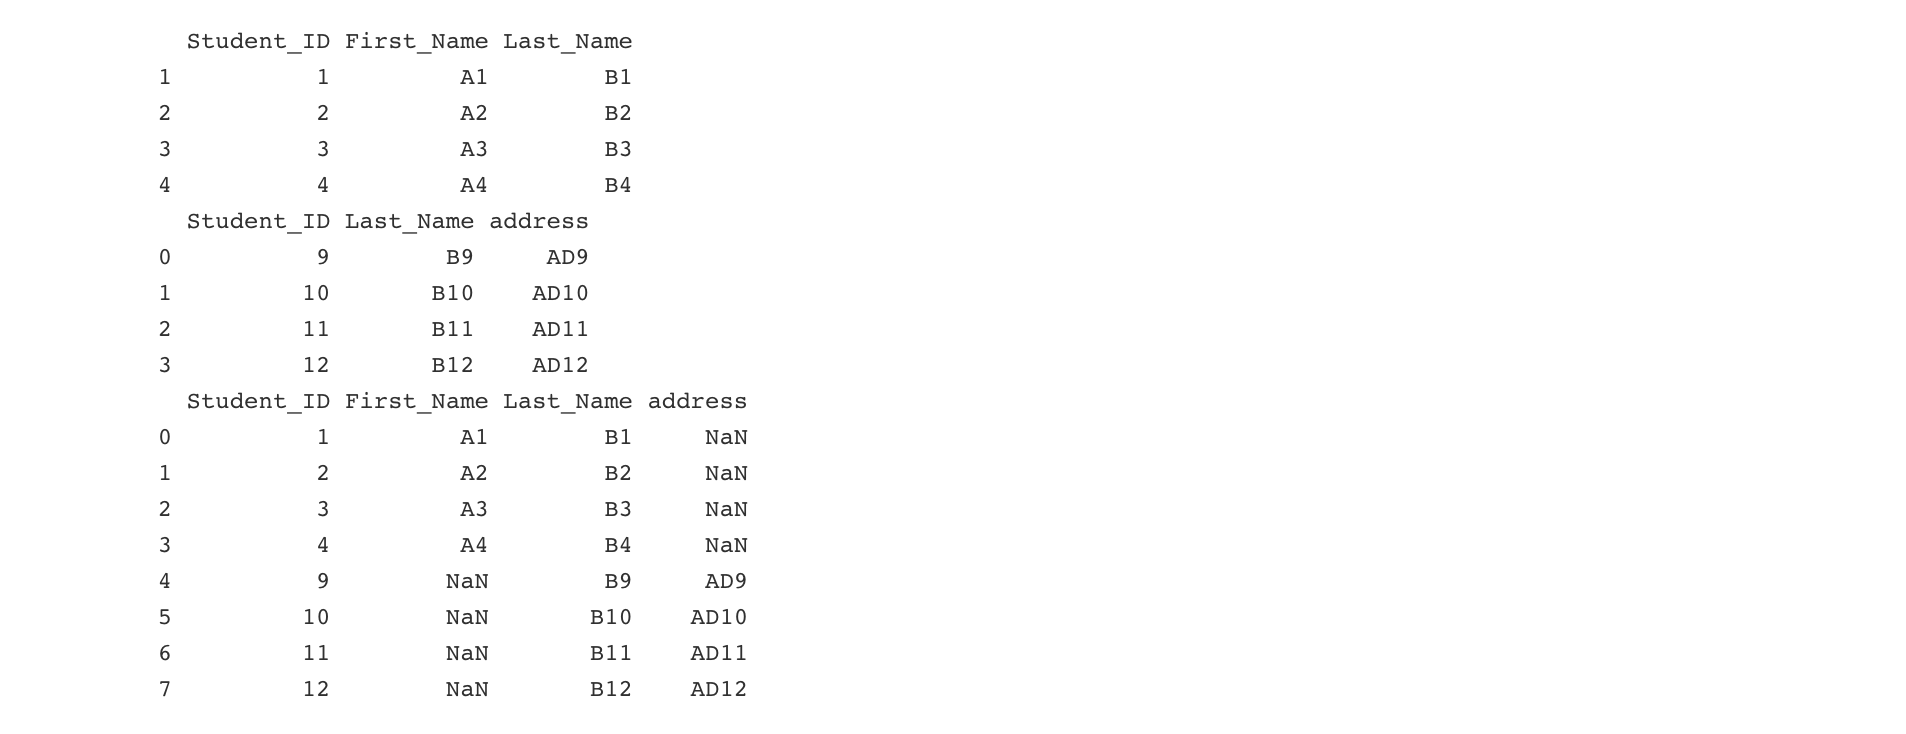 Student_ID First_Name Last_Name
1 1 A1 B1
2 2 A2 B2
3 3 A3 B3
4 4 A4 B4
Student_ID Last_Name address
0 9 B9 AD9
1 10 B10 AD10
2 11 B11 AD11
3 12 B12 AD12
Student_ID First_Name Last_Name address
0 1 A1 B1 NaN
1 2 A2 B2 NaN
2 3 A3 B3 NaN
3 4 A4 B4 NaN
4 9 NaN B9 AD9
5 10 NaN B10 AD10
6 11 NaN B11 AD11
7 12 NaN B12 AD12